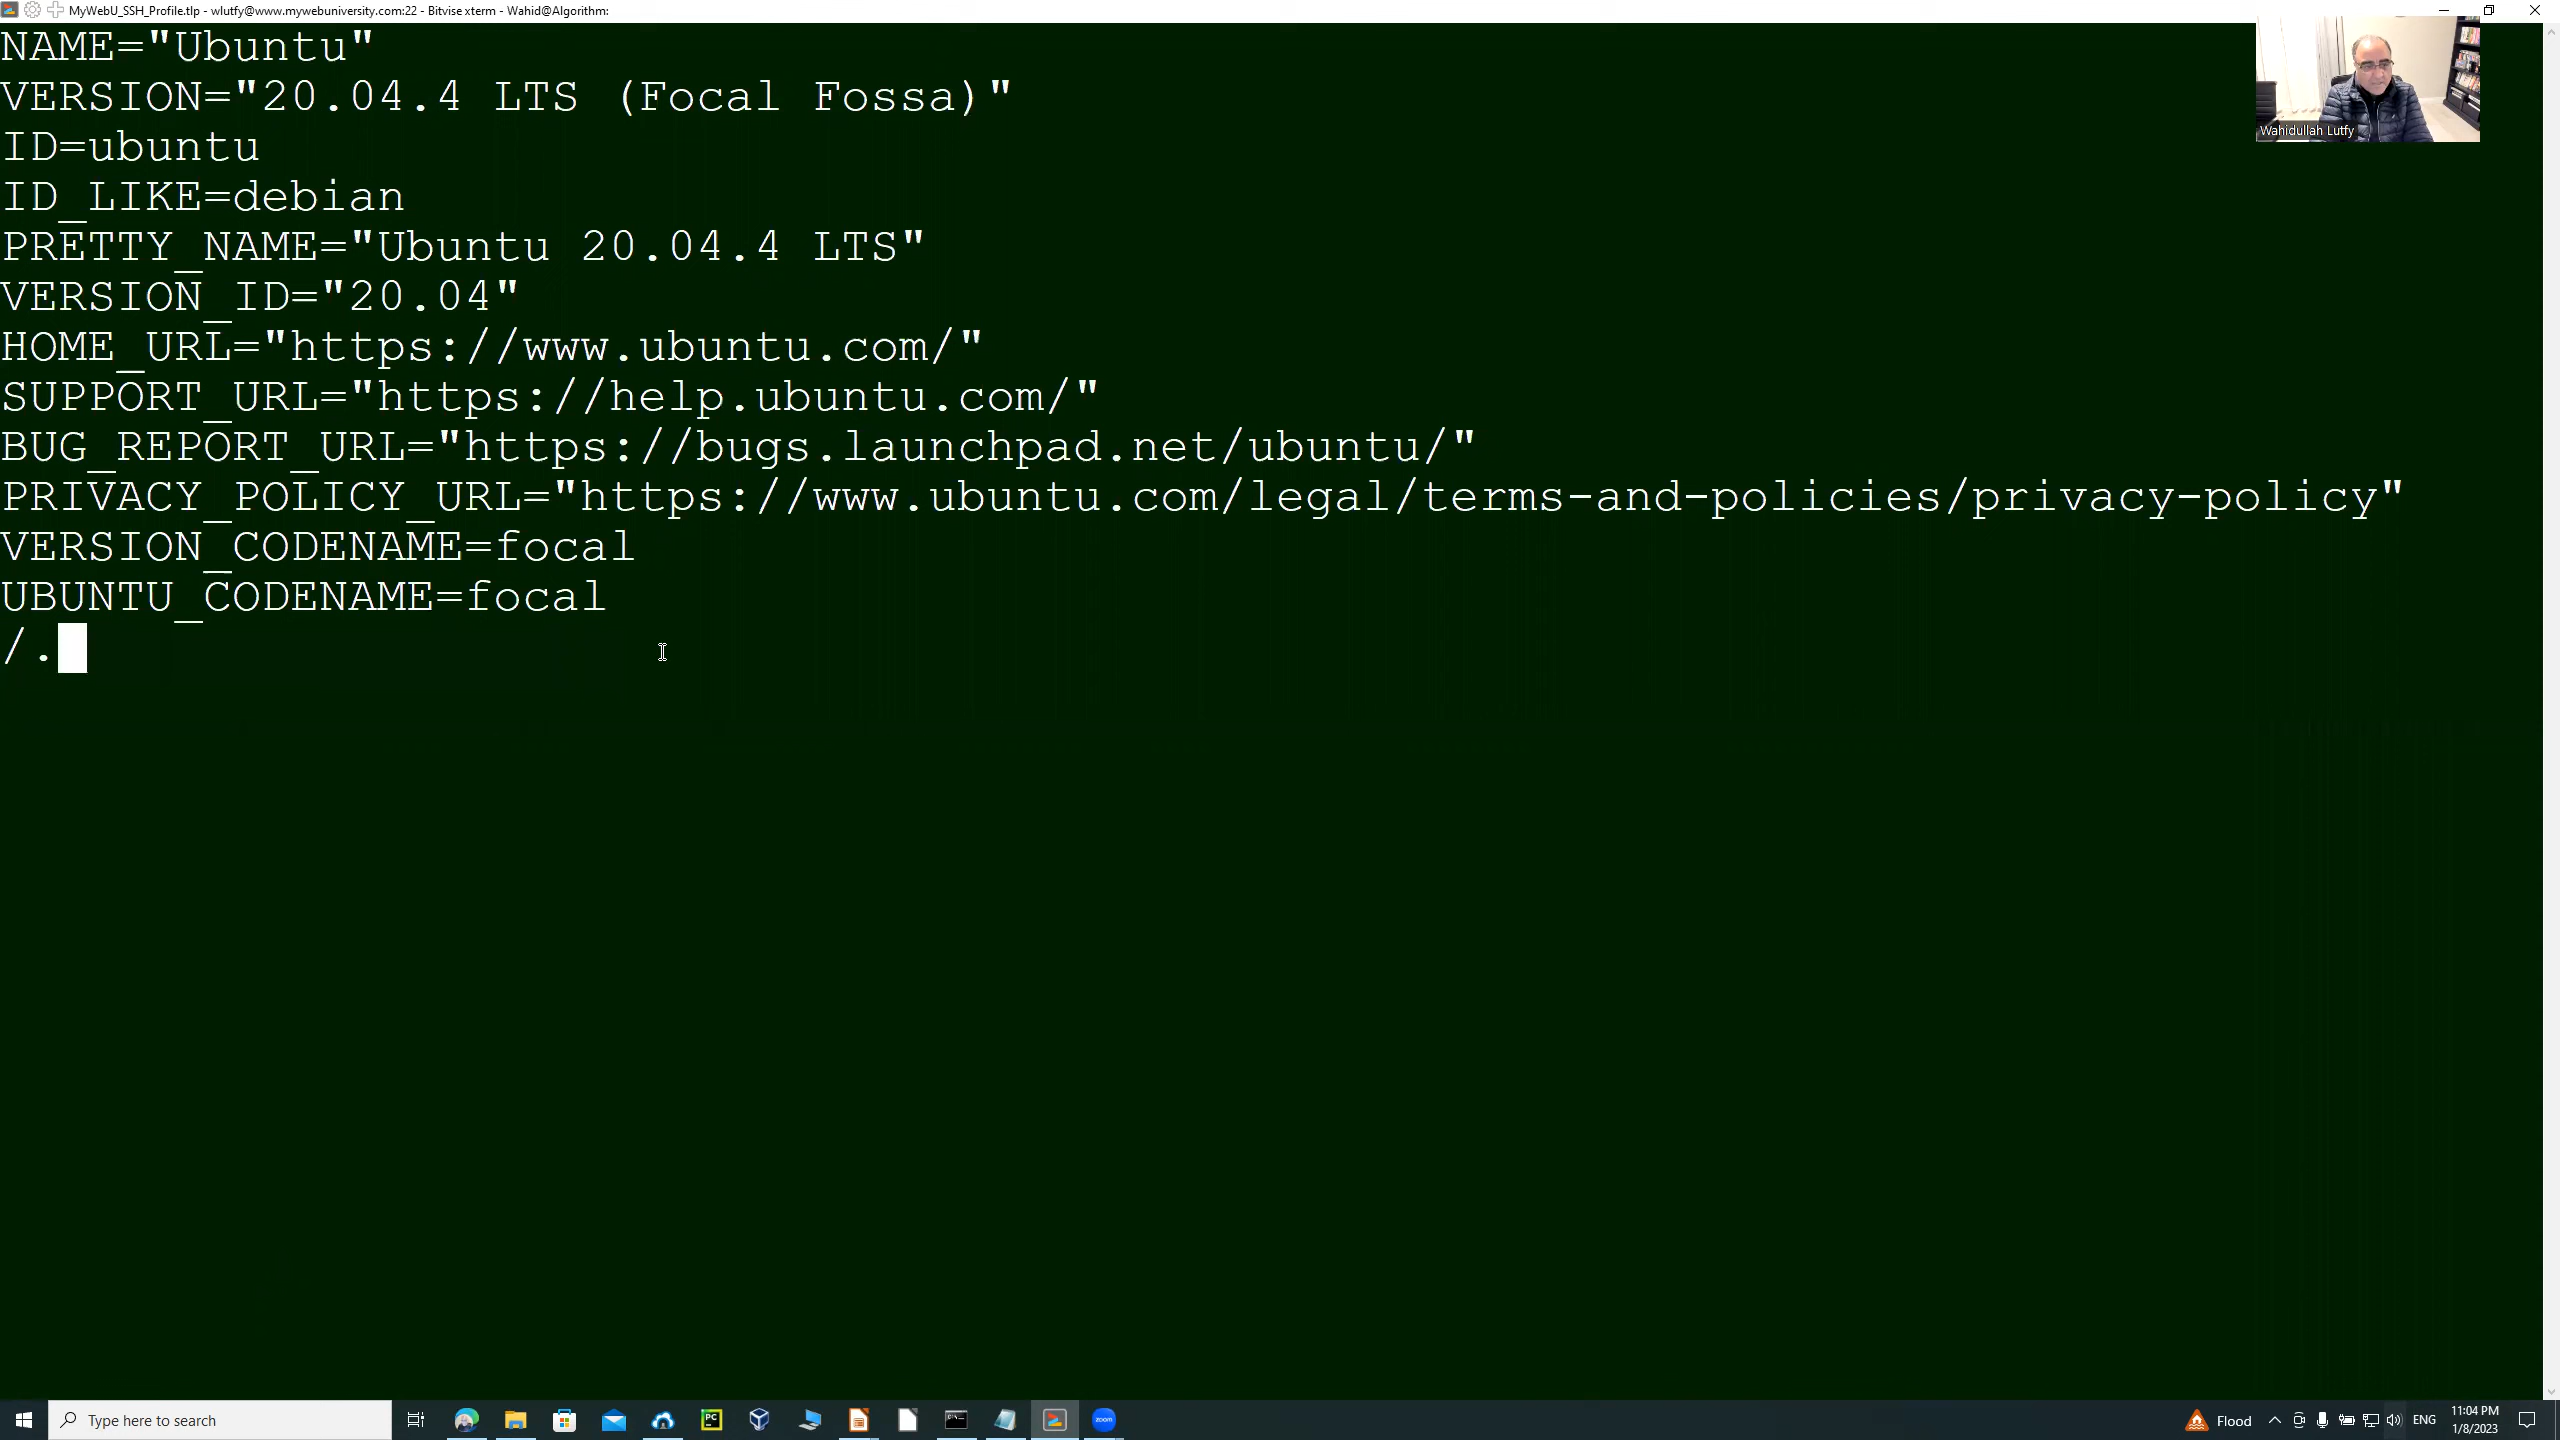 MyWebU_SSH_Profile.tlp - wlutfy@www.mywebuniversity.com:22 - Bitvise xterm - Wahid@Algorithm:
NAME="Ubuntu"
VERSION="20.04.4 LTS (Focal Fossa)"
ID=ubuntu
ID_LIKE=debian
PRETTY_NAME="Ubuntu 20.04.4 LTS"
VERSION_ID="20.04"
HOME_URL="https://www.ubuntu.com/"
SUPPORT_URL="https://help.ubuntu.com/"
BUG_REPORT_URL="https://bugs.launchpad.net/ubuntu/"
PRIVACY_POLICY_URL="https://www.ubuntu.com/legal/terms-and-policies/privacy-policy"
VERSION_CODENAME=focal
UBUNTU_CODENAME=focal
/.
Wahidullah Lutfy
Type here to search
PC
zoom
Flood
ENG
11:04 PM
1/8/2023